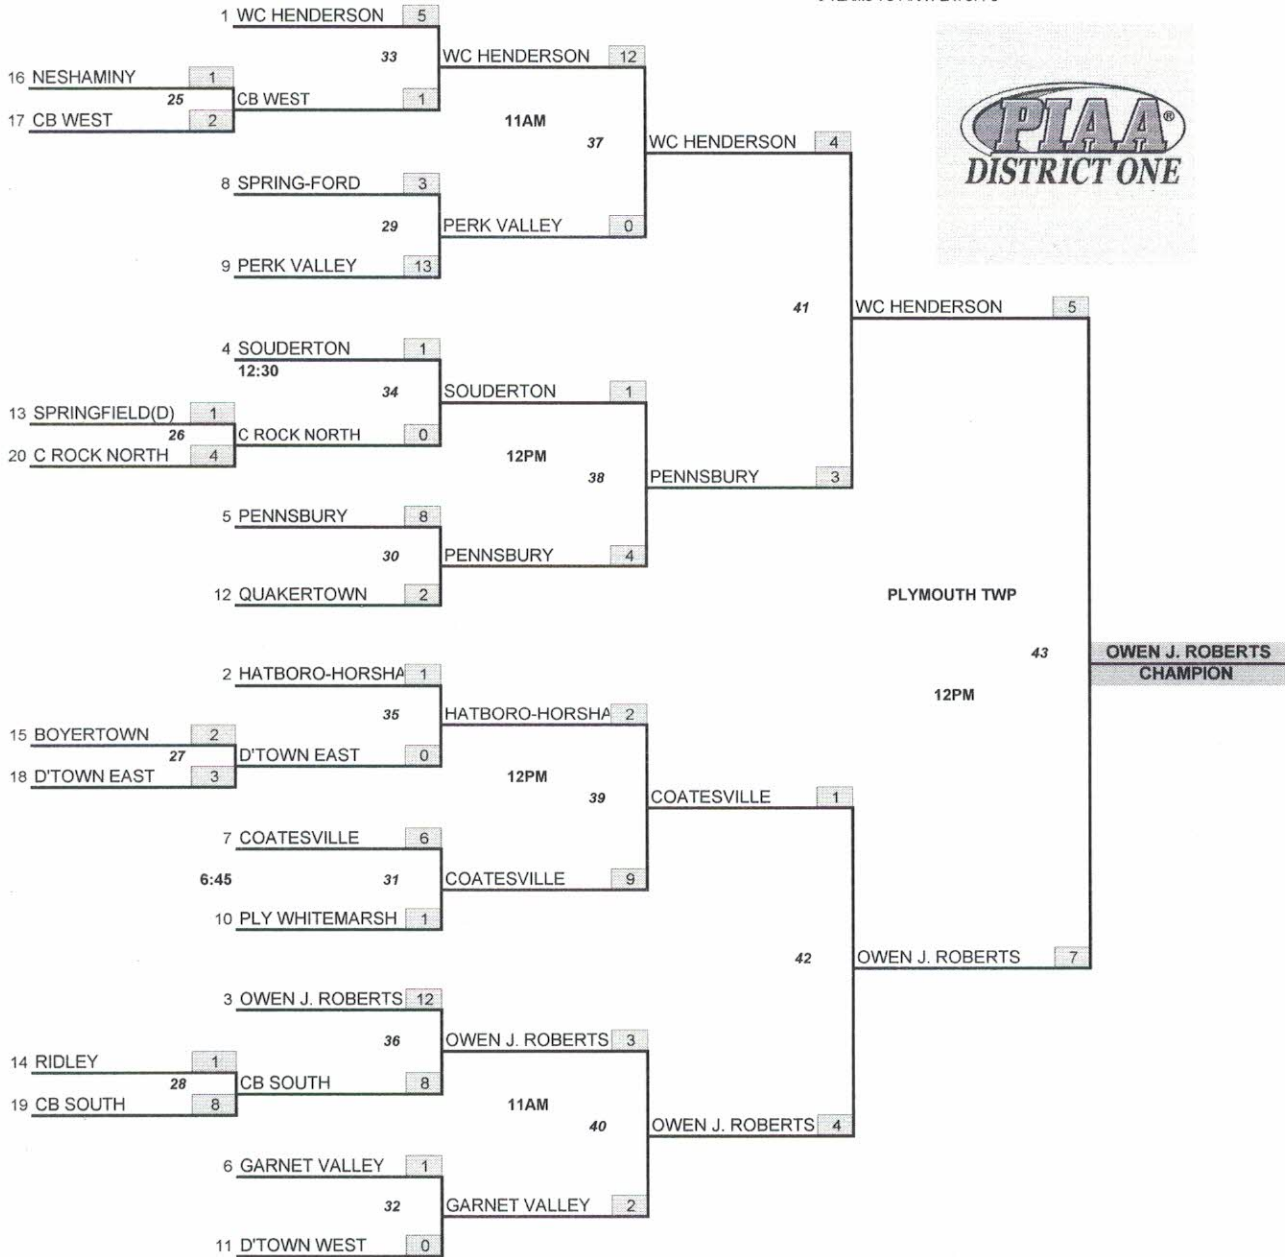 1 WC HENDERSON 5
33
WC HENDERSON 12
16 NESHAMINY 1
25
CB WEST 1
17 CB WEST 2
11AM
37
WC HENDERSON 4
8 SPRING-FORD 3
29
PERK VALLEY 0
9 PERK VALLEY 13
PIAA®
DISTRICT ONE
41
WC HENDERSON 5
4 SOUDERTON 1
12:30
34
SOUDERTON 1
13 SPRINGFIELD(D) 1
26
C ROCK NORTH 0
20 C ROCK NORTH 4
12PM
38
PENNSBURY 3
5 PENNSBURY 8
30
PENNSBURY 4
12 QUAKERTOWN 2
PLYMOUTH TWP
43
OWEN J. ROBERTS
CHAMPION
12PM
2 HATBORO-HORSHA 1
35
HATBORO-HORSHA 2
15 BOYERTOWN 2
27
D'TOWN EAST 0
18 D'TOWN EAST 3
12PM
39
COATESVILLE 1
7 COATESVILLE 6
6:45
31
COATESVILLE 9
10 PLY WHITEMARSH 1
42
OWEN J. ROBERTS 7
3 OWEN J. ROBERTS 12
36
OWEN J. ROBERTS 3
14 RIDLEY 1
28
CB SOUTH 8
19 CB SOUTH 8
11AM
40
OWEN J. ROBERTS 4
6 GARNET VALLEY 1
32
GARNET VALLEY 2
11 D'TOWN WEST 0